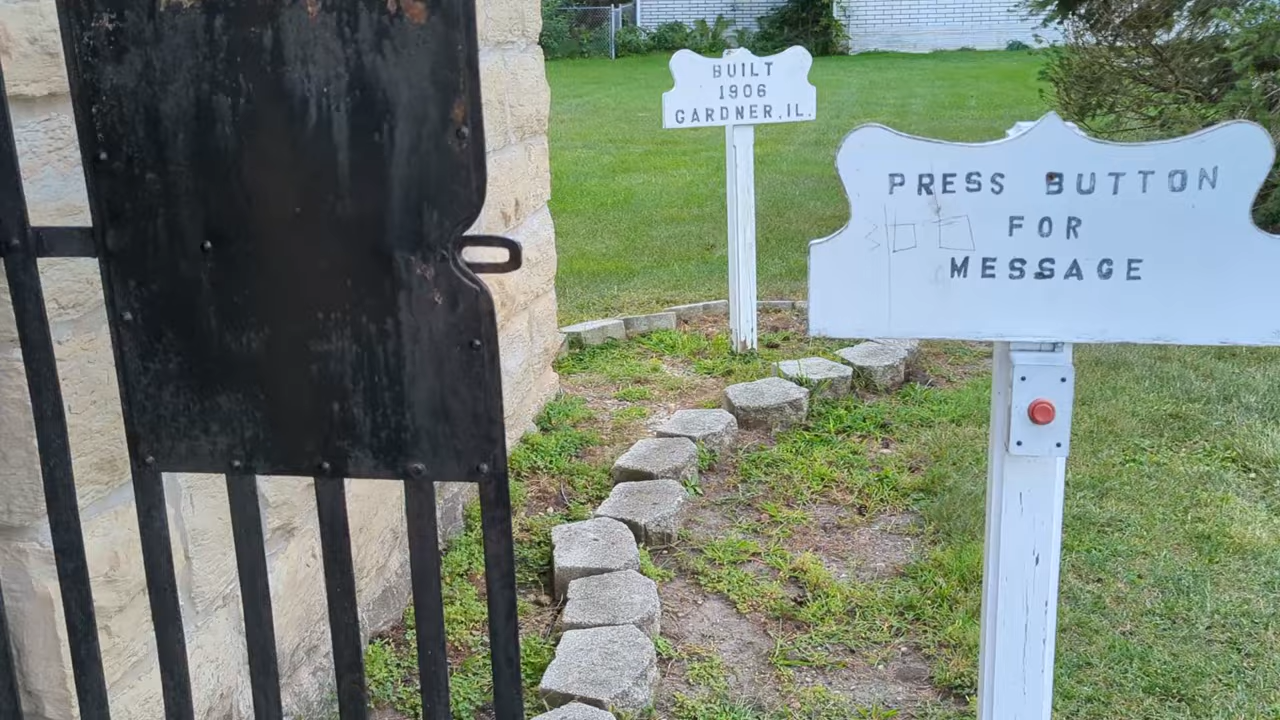 BUILT
1906
GARDNER, IL.
PRESS BUTTON
FOR
MESSAGE